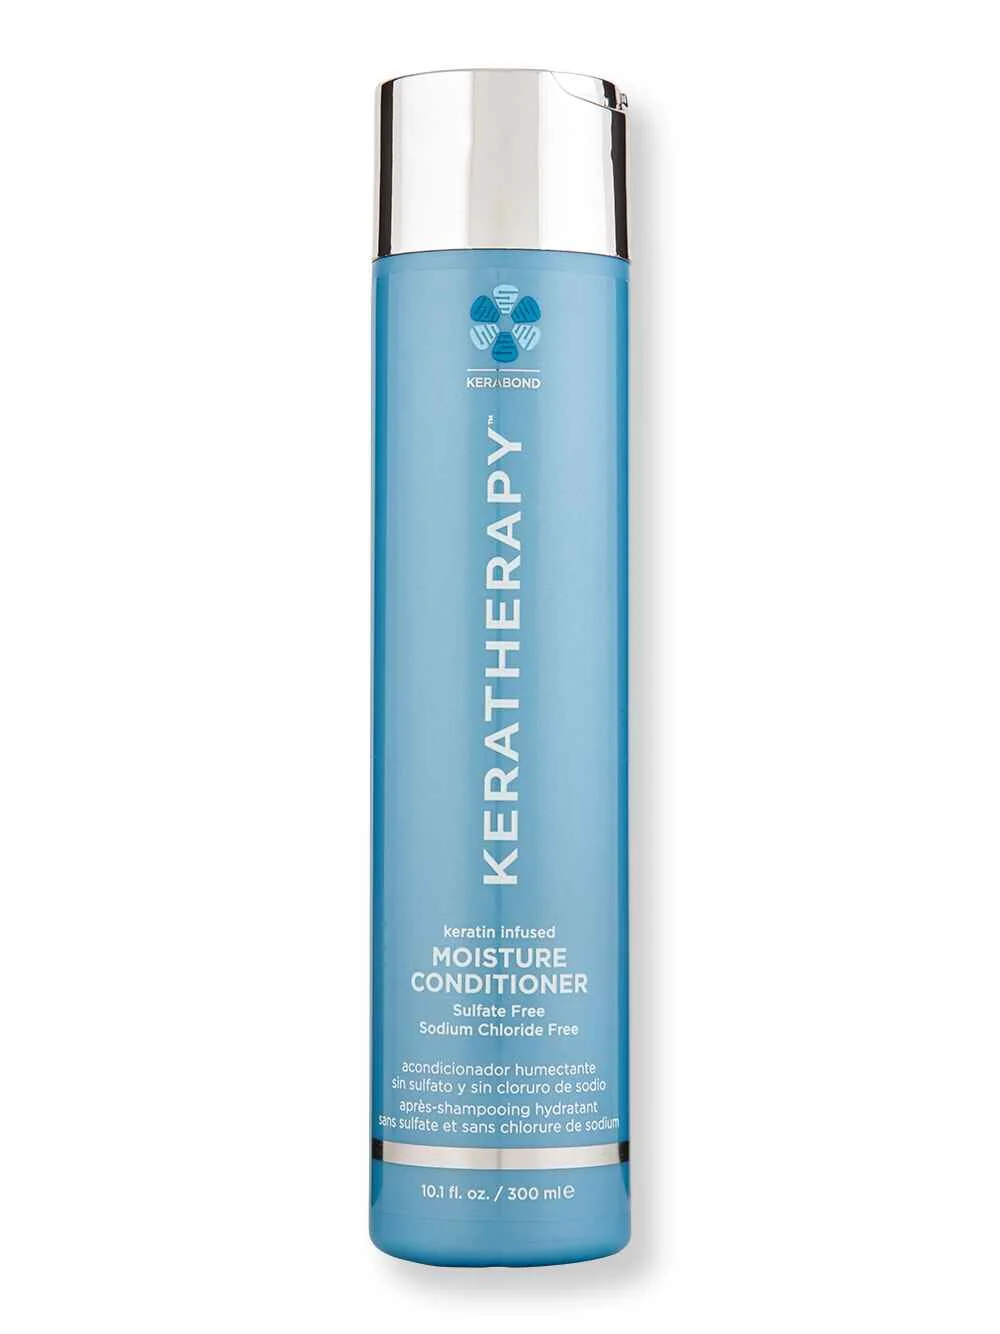 KERABOND
KERATHERAPY™
keratin infused
MOISTURE
CONDITIONER
Sulfate Free
Sodium Chloride Free
acondicionador humectante
sin sulfato y sin cloruro de sodio
après-shampooing hydratant
sans sulfate et sans chlorure de sodium
10.1 fl. oz. / 300 ml ℮